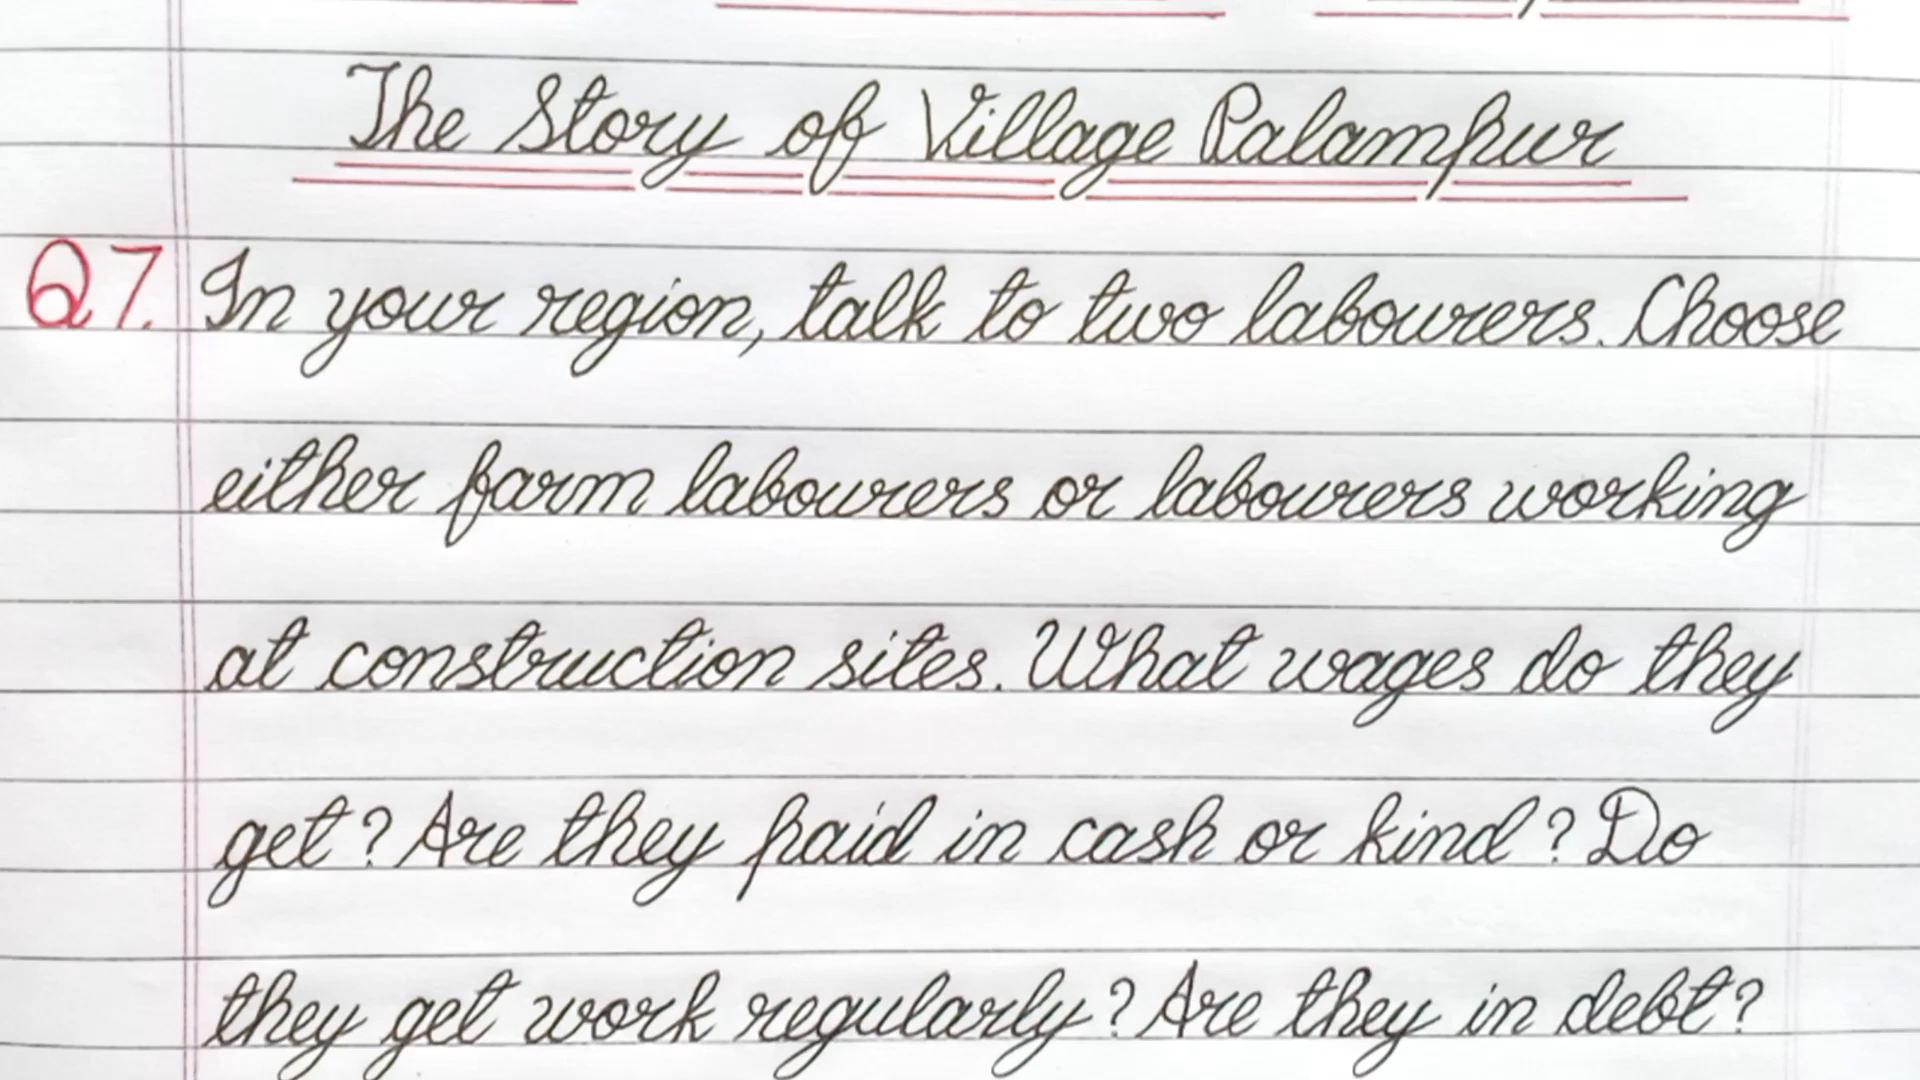 The Story of Village Palampur
Q7. In your region, talk to two labourers. Choose
either farm labourers or labourers working
at construction sites. What wages do they
get? Are they paid in cash or kind? Do
they get work regularly? Are they in debt?